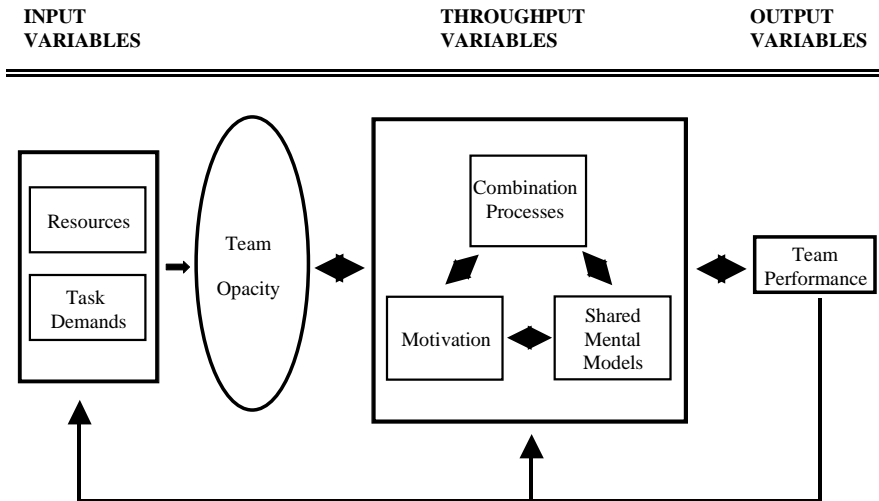 INPUT
VARIABLES
THROUGHPUT
VARIABLES
OUTPUT
VARIABLES
Resources
Task
Demands
Team
Opacity
Combination
Processes
Motivation
Shared
Mental
Models
Team
Performance